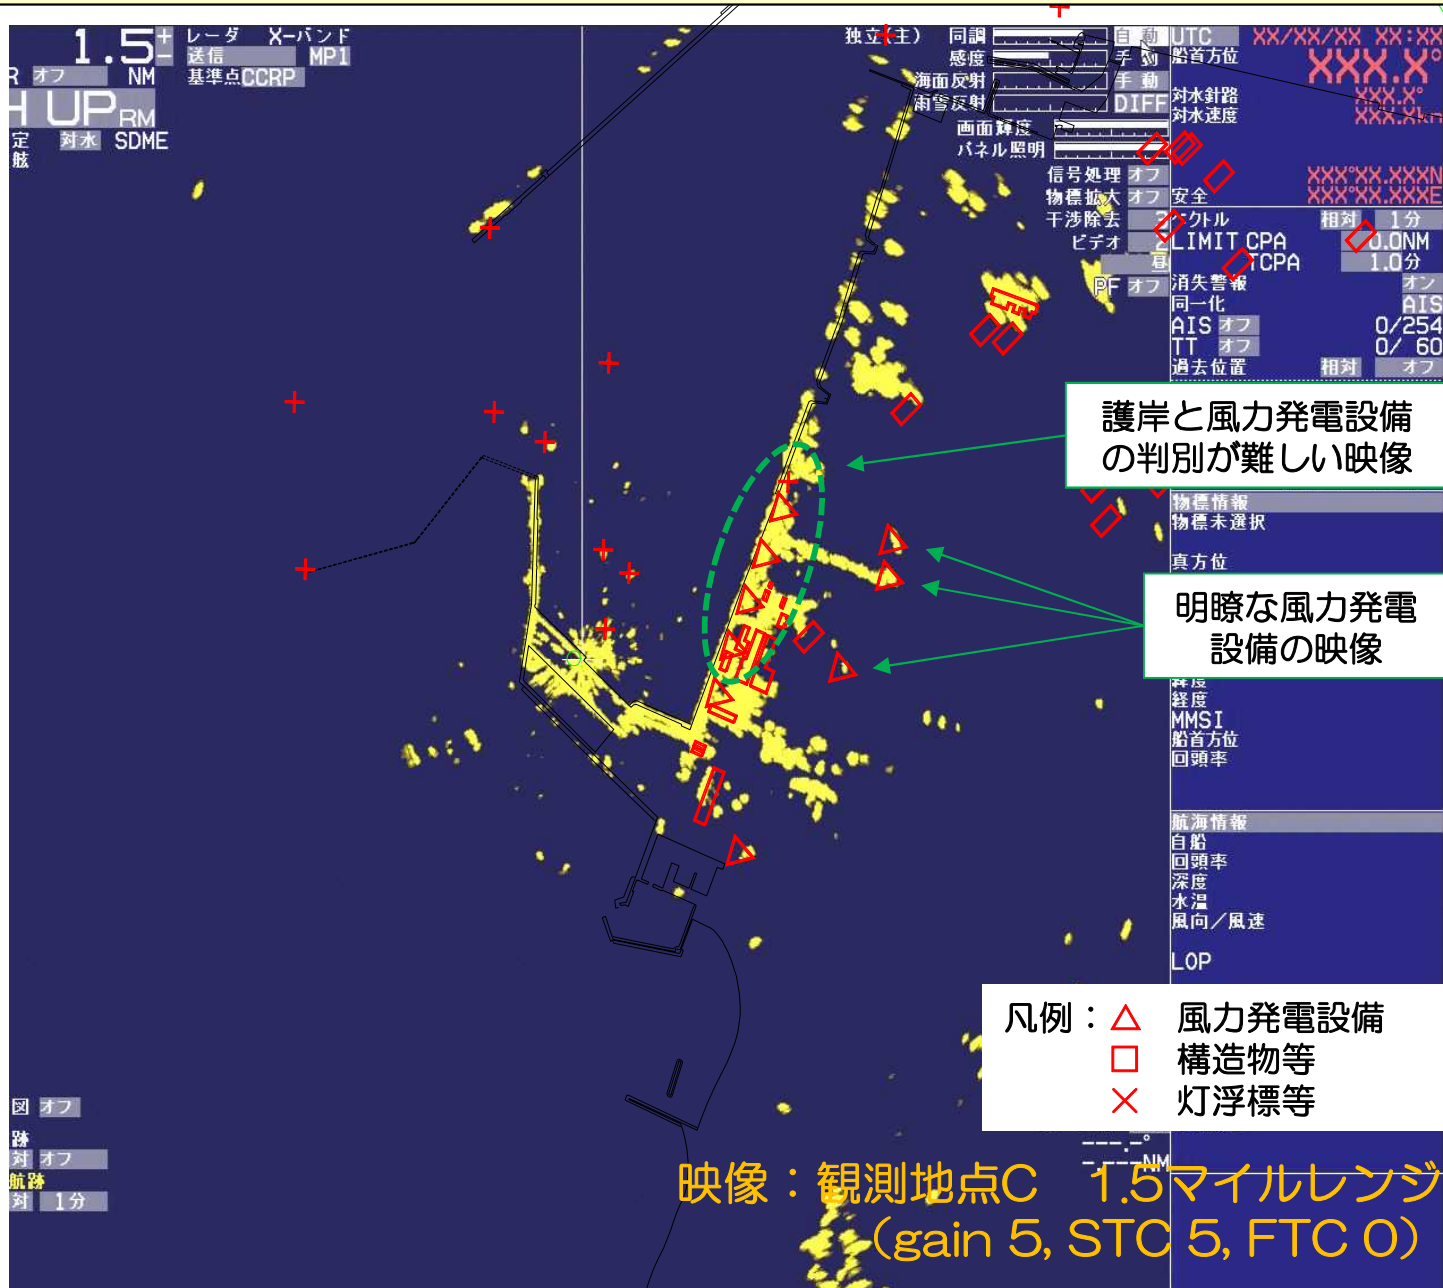 1.5 + -
NM
レーダ X-バンド
送信 MP1
基準点 CCRP
R オフ
H UP RM
定 対水 SDME
舷
独立(主)
同調 自動
感度 手動
海面反射 手動
雨雪反射 DIFF
画面輝度
パネル照明
信号処理 オフ
物標拡大 オフ
干渉除去
ビデオ 2
昼
PF オフ
UTC XX/XX/XX XX:XX
船首方位 XXX.X°
対水針路 XXX.X°
対水速度 XXX.Xkn
XXX°XX.XXXN
XXX°XX.XXXE
安全
ベクトル 相対 1分
LIMIT CPA 0.0NM
TCPA 1.0分
消失警報 オン
同一化 AIS
AIS オフ 0/254
TT オフ 0/ 60
過去位置 相対 オフ
護岸と風力発電設備
の判別が難しい映像
物標情報
物標未選択
真方位
明瞭な風力発電
設備の映像
緯度
経度
MMSI
船首方位
回頭率
航海情報
自船
回頭率
深度
水温
風向/風速
LOP
凡例：△ 風力発電設備
□ 構造物等
× 灯浮標等
図 オフ
跡
対 オフ
航跡
対 1分
---.-°
-.---NM
映像：観測地点C 1.5マイルレンジ
(gain 5, STC 5, FTC 0)